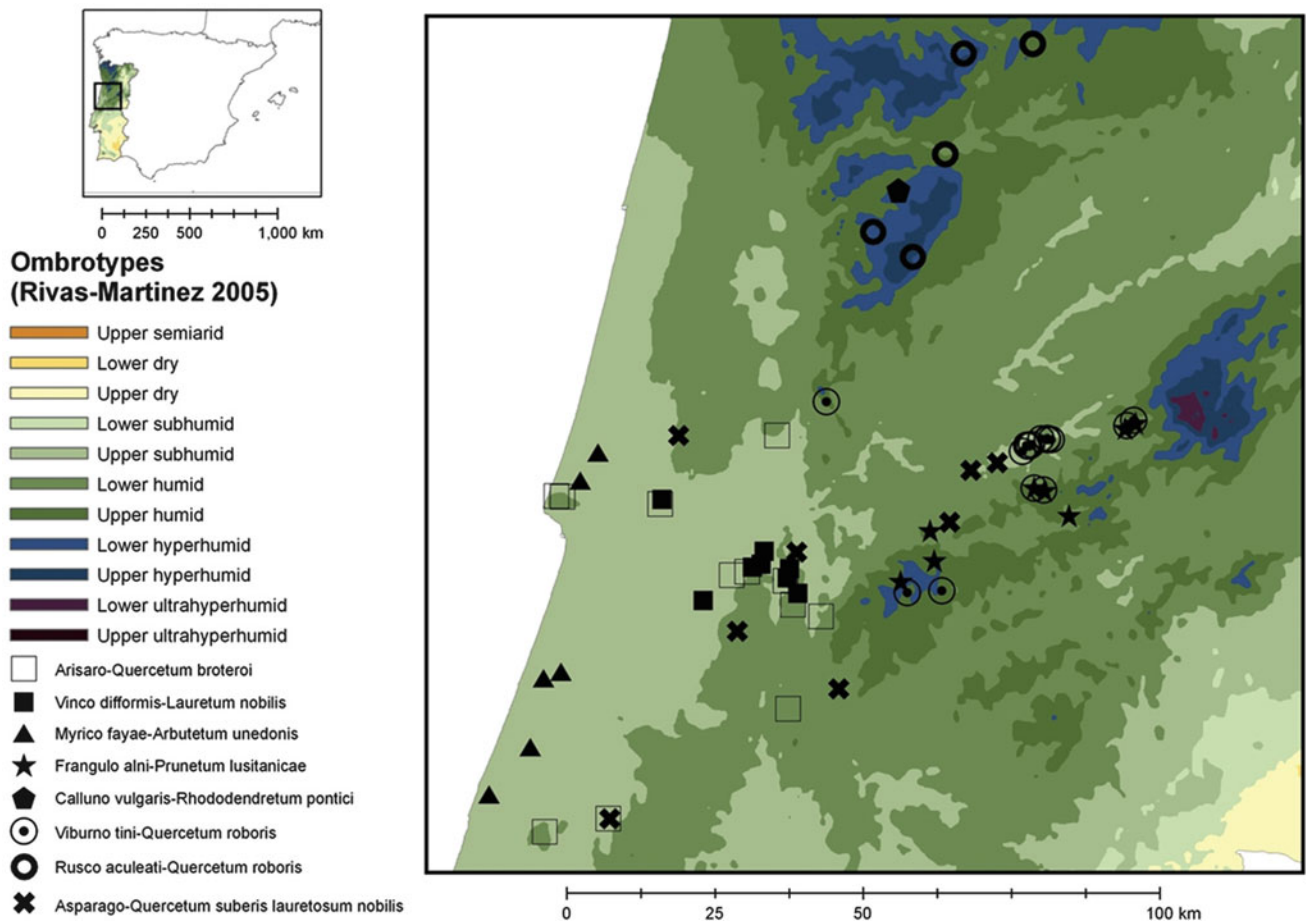 0 250 500 1,000 km
Ombrotypes
(Rivas-Martinez 2005)
Upper semiarid
Lower dry
Upper dry
Lower subhumid
Upper subhumid
Lower humid
Upper humid
Lower hyperhumid
Upper hyperhumid
Lower ultrahyperhumid
Upper ultrahyperhumid
Arisaro-Quercetum broteroi
Vinco difformis-Lauretum nobilis
Myrico fayae-Arbutetum unedonis
Frangulo alni-Prunetum lusitanicae
Calluno vulgaris-Rhododendretum pontici
Viburno tini-Quercetum roboris
Rusco aculeati-Quercetum roboris
Asparago-Quercetum suberis lauretosum nobilis
0 25 50 100 km